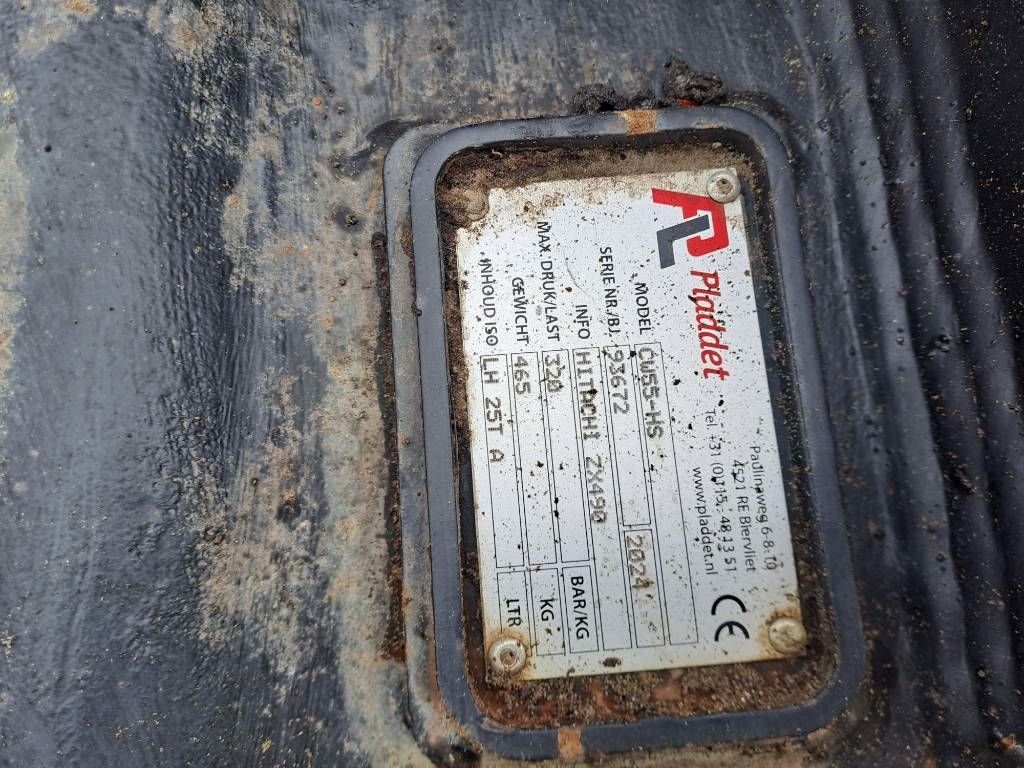 Pladdet
Paulinaweg 6-8-10
4521 RE Biervliet
Tel. +31 (0)115 - 48 13 51
www.pladdet.nl
CE
MODEL CW55-HS
SERIE NR./BJ. 93672 2024
INFO HITACHI ZX490
MAX. DRUK/LAST 320 BAR/KG
GEWICHT 465 KG
INHOUD ISO LH 25T A LTR